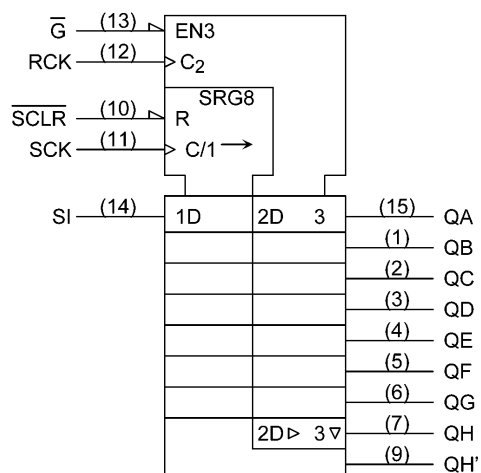 G̅ (13) EN3
RCK (12) C₂
SRG8
S̅C̅L̅R̅ (10) R
SCK (11) C/1 →
SI (14) 1D 2D 3 (15) QA
(1) QB
(2) QC
(3) QD
(4) QE
(5) QF
(6) QG
2D ▷ 3 ▽ (7) QH
(9) QH'